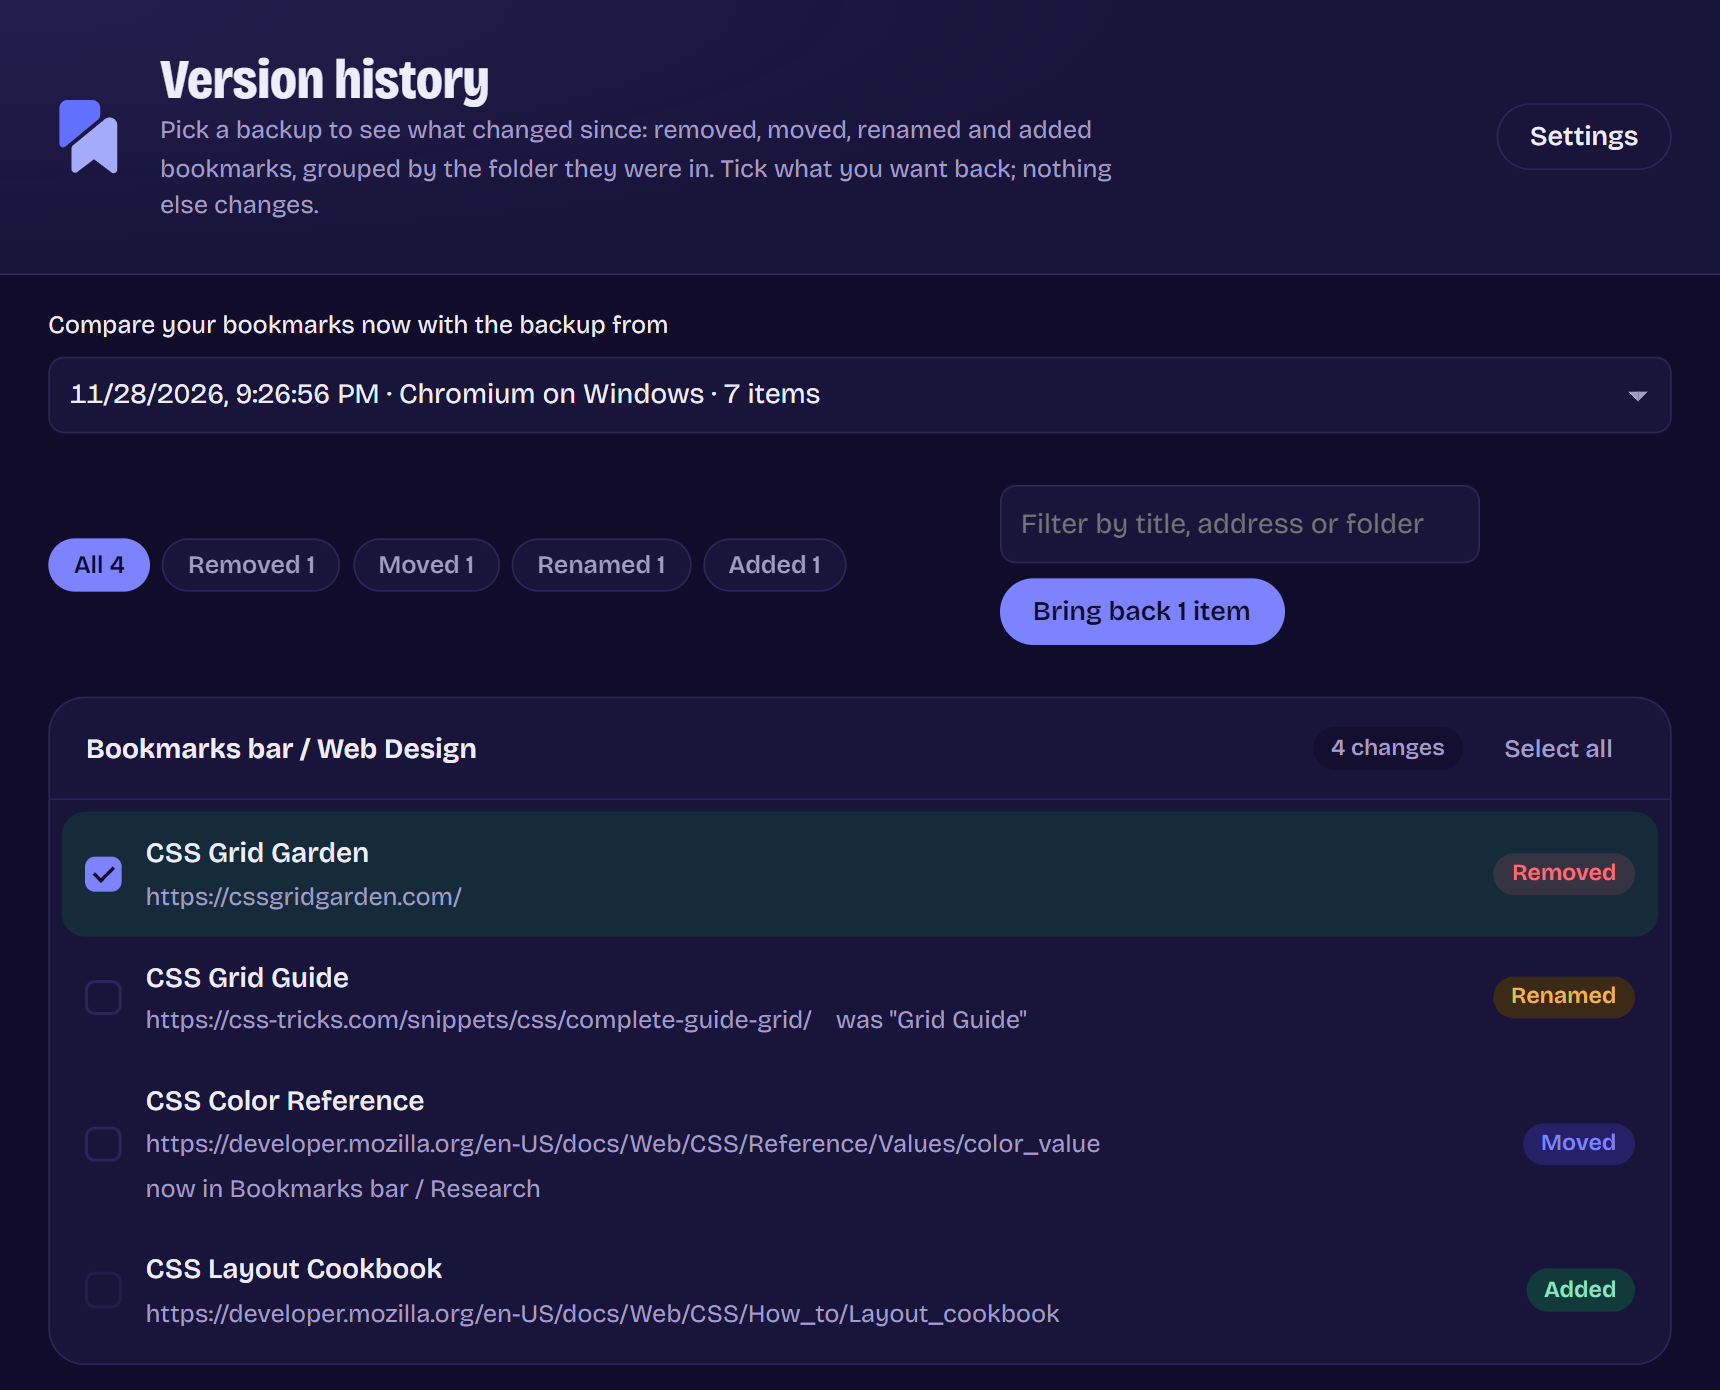 Version history
Pick a backup to see what changed since: removed, moved, renamed and added
bookmarks, grouped by the folder they were in. Tick what you want back; nothing
else changes.
Settings
Compare your bookmarks now with the backup from
11/28/2026, 9:26:56 PM · Chromium on Windows · 7 items
Filter by title, address or folder
All 4
Removed 1
Moved 1
Renamed 1
Added 1
Bring back 1 item
Bookmarks bar / Web Design
4 changes
Select all
CSS Grid Garden
https://cssgridgarden.com/
Removed
CSS Grid Guide
https://css-tricks.com/snippets/css/complete-guide-grid/ was "Grid Guide"
Renamed
CSS Color Reference
https://developer.mozilla.org/en-US/docs/Web/CSS/Reference/Values/color_value
now in Bookmarks bar / Research
Moved
CSS Layout Cookbook
https://developer.mozilla.org/en-US/docs/Web/CSS/How_to/Layout_cookbook
Added